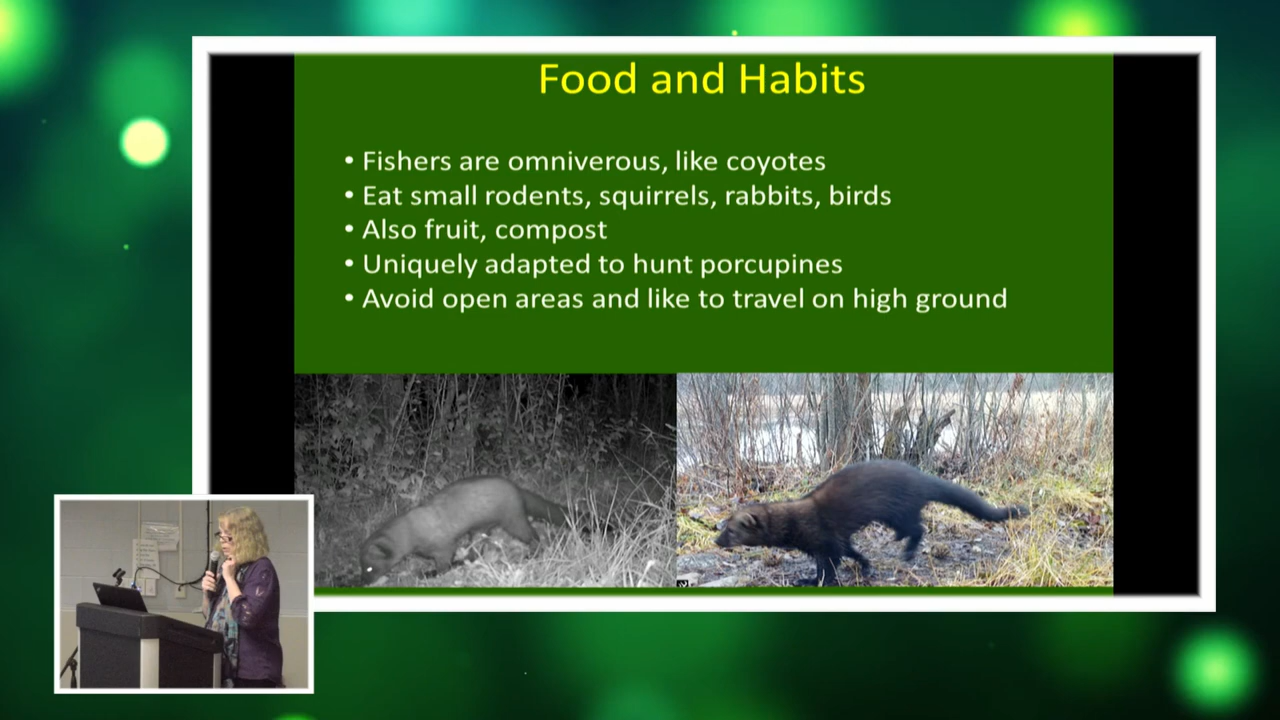 Food and Habits
• Fishers are omniverous, like coyotes
• Eat small rodents, squirrels, rabbits, birds
• Also fruit, compost
• Uniquely adapted to hunt porcupines
• Avoid open areas and like to travel on high ground